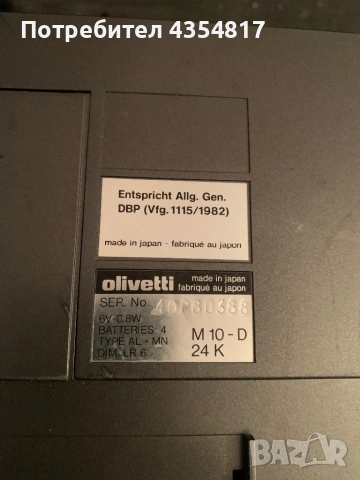 Потребител 4354817
Entspricht Allg. Gen.
DBP (Vfg. 1115/1982)
made in japan - fabriqué au japon
olivetti made in japan
fabriqué au japon
SER. No.
6V-0,8W
BATTERIES: 4
TYPE AL-MN
DIM. LR 6
M 10-D
24 K
BAZAR